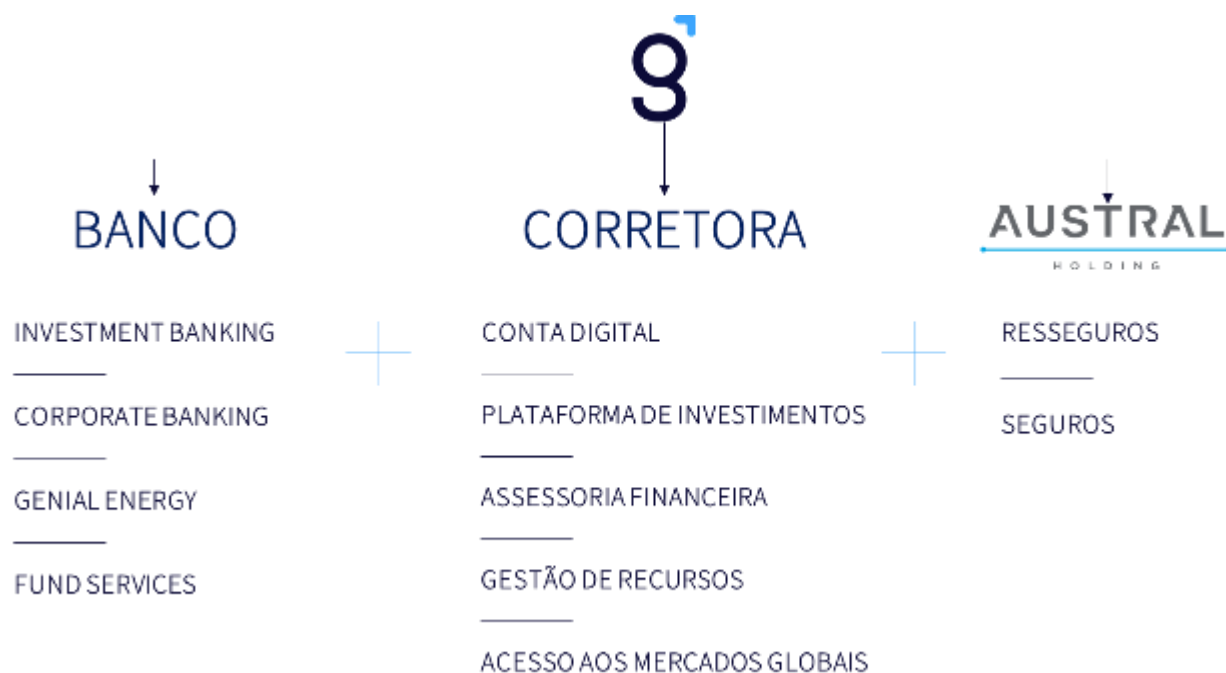 g
BANCO
INVESTMENT BANKING
CORPORATE BANKING
GENIAL ENERGY
FUND SERVICES
CORRETORA
CONTA DIGITAL
PLATAFORMA DE INVESTIMENTOS
ASSESSORIA FINANCEIRA
GESTÃO DE RECURSOS
ACESSO AOS MERCADOS GLOBAIS
AUSTRAL
HOLDING
RESSEGUROS
SEGUROS